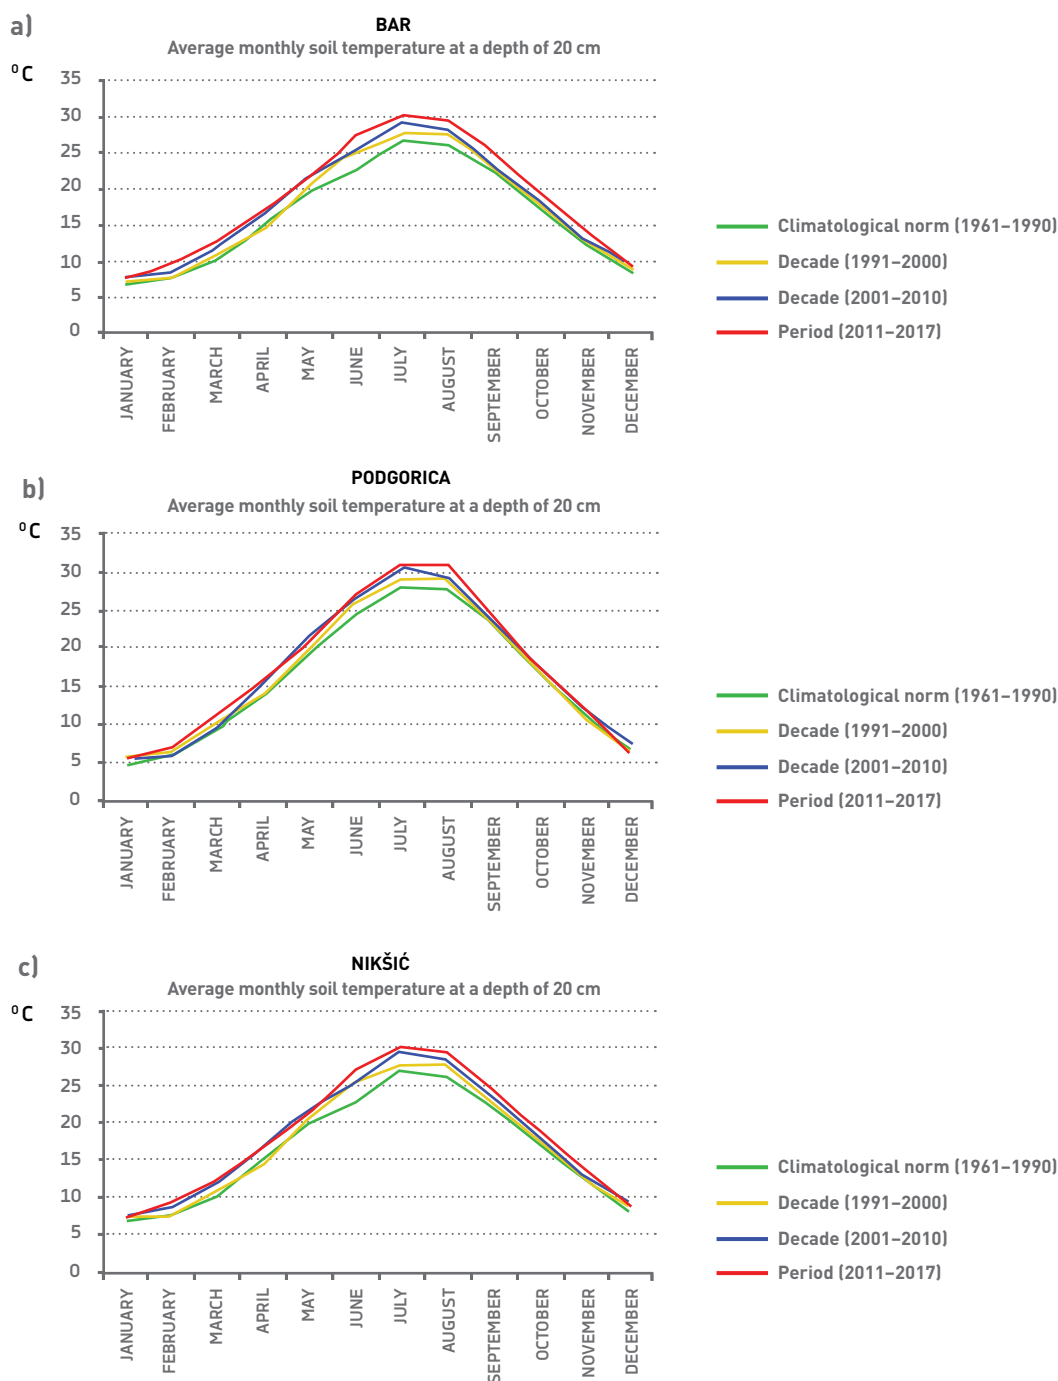 a)
BAR
Average monthly soil temperature at a depth of 20 cm
⁰C
35
30
25
20
15
10
5
0
JANUARY
FEBRUARY
MARCH
APRIL
MAY
JUNE
JULY
AUGUST
SEPTEMBER
OCTOBER
NOVEMBER
DECEMBER
Climatological norm (1961–1990)
Decade (1991–2000)
Decade (2001–2010)
Period (2011–2017)
b)
PODGORICA
Average monthly soil temperature at a depth of 20 cm
⁰C
35
30
25
20
15
10
5
0
JANUARY
FEBRUARY
MARCH
APRIL
MAY
JUNE
JULY
AUGUST
SEPTEMBER
OCTOBER
NOVEMBER
DECEMBER
Climatological norm (1961–1990)
Decade (1991–2000)
Decade (2001–2010)
Period (2011–2017)
c)
NIKŠIĆ
Average monthly soil temperature at a depth of 20 cm
⁰C
35
30
25
20
15
10
5
0
JANUARY
FEBRUARY
MARCH
APRIL
MAY
JUNE
JULY
AUGUST
SEPTEMBER
OCTOBER
NOVEMBER
DECEMBER
Climatological norm (1961–1990)
Decade (1991–2000)
Decade (2001–2010)
Period (2011–2017)